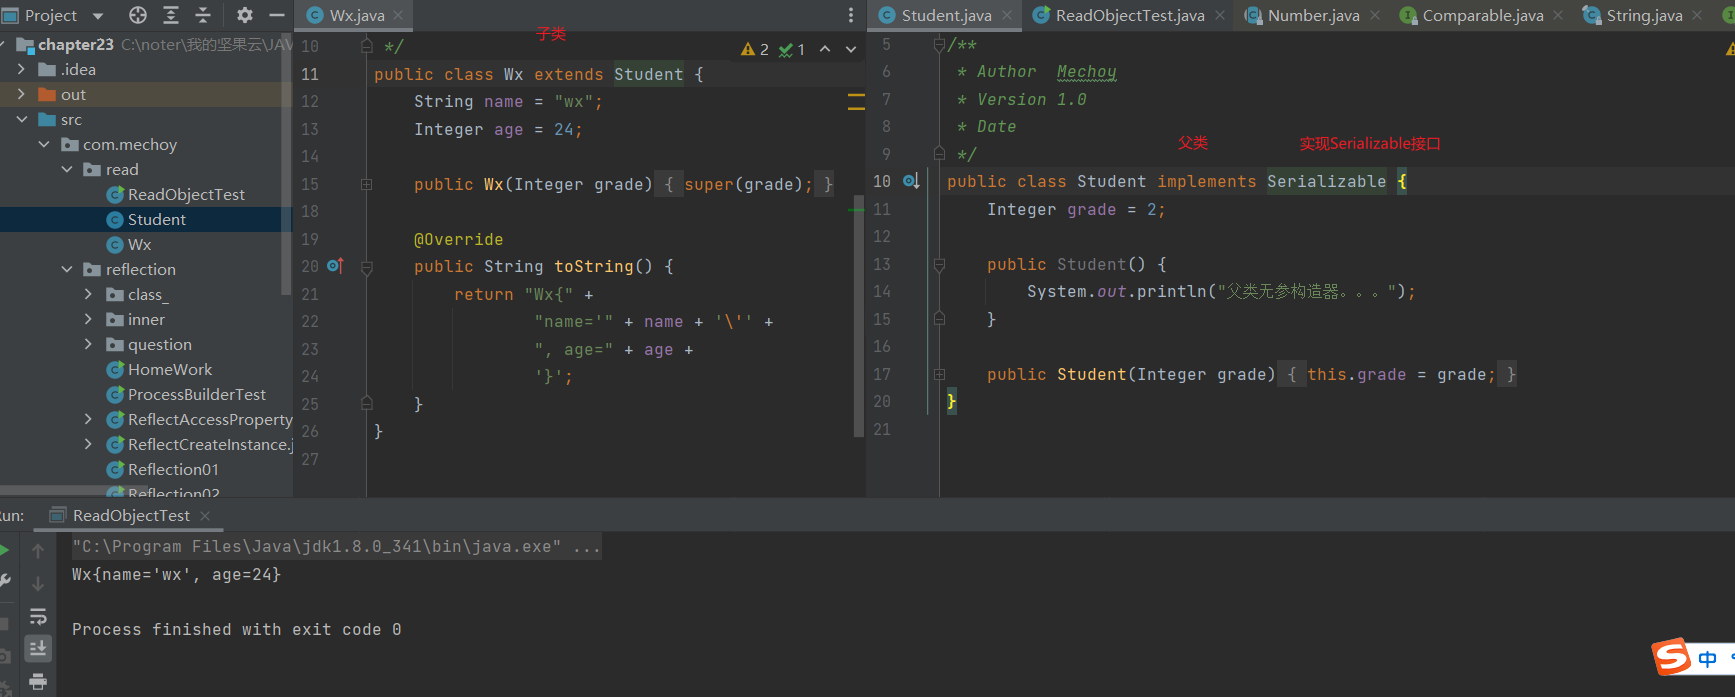 Project
chapter23 C:\noter\我的坚果云\JAV
.idea
out
src
com.mechoy
read
ReadObjectTest
Student
Wx
reflection
class_
inner
question
HomeWork
ProcessBuilderTest
ReflectAccessProperty
ReflectCreateInstance.j
Reflection01
Reflection02
Wx.java
子类
2 1
10 */
11 public class Wx extends Student {
12 String name = "wx";
13 Integer age = 24;
14
15 public Wx(Integer grade) { super(grade); }
18
19 @Override
20 public String toString() {
21 return "Wx{" +
22 "name='" + name + '\'' +
23 ", age=" + age +
24 '}';
25 }
26 }
27
Student.java ReadObjectTest.java Number.java Comparable.java String.java
5 /**
6 * Author Mechoy
7 * Version 1.0
8 * Date
父类 实现Serializable接口
9 */
10 public class Student implements Serializable {
11 Integer grade = 2;
12
13 public Student() {
14 System.out.println("父类无参构造器。。。");
15 }
16
17 public Student(Integer grade) { this.grade = grade; }
20 }
21
un: ReadObjectTest
"C:\Program Files\Java\jdk1.8.0_341\bin\java.exe" ...
Wx{name='wx', age=24}
Process finished with exit code 0
中